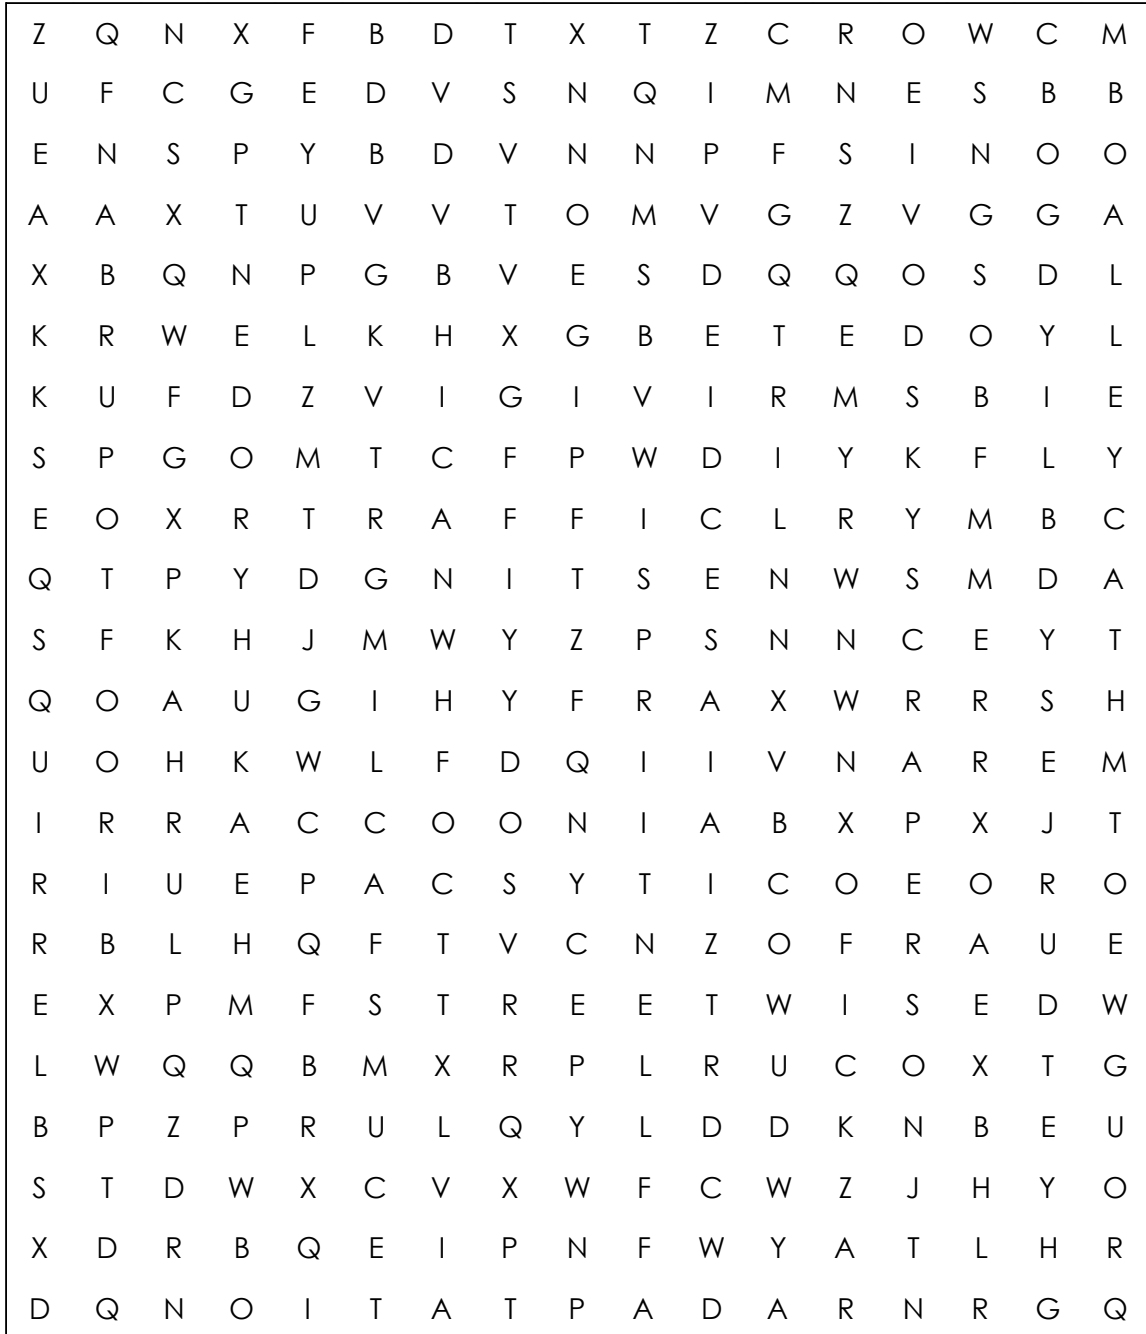 Z Q N X F B D T X T Z C R O W C M
U F C G E D V S N Q I M N E S B B
E N S P Y B D V N N P F S I N O O
A A X T U V V T O M V G Z V G G A
X B Q N P G B V E S D Q Q O S D L
K R W E L K H X G B E T E D O Y L
K U F D Z V I G I V I R M S B I E
S P G O M T C F P W D I Y K F L Y
E O X R T R A F F I C L R Y M B C
Q T P Y D G N I T S E N W S M D A
S F K H J M W Y Z P S N N C E Y T
Q O A U G I H Y F R A X W R R S H
U O H K W L F D Q I I V N A R E M
I R R A C C O O N I A B X P X J T
R I U E P A C S Y T I C O E O R O
R B L H Q F T V C N Z O F R A U E
E X P M F S T R E E T W I S E D W
L W Q Q B M X R P L R U C O X T G
B P Z P R U L Q Y L D D K N B E U
S T D W X C V X W F C W Z J H Y O
X D R B Q E I P N F W Y A T L H R
D Q N O I T A T P A D A R N R G Q